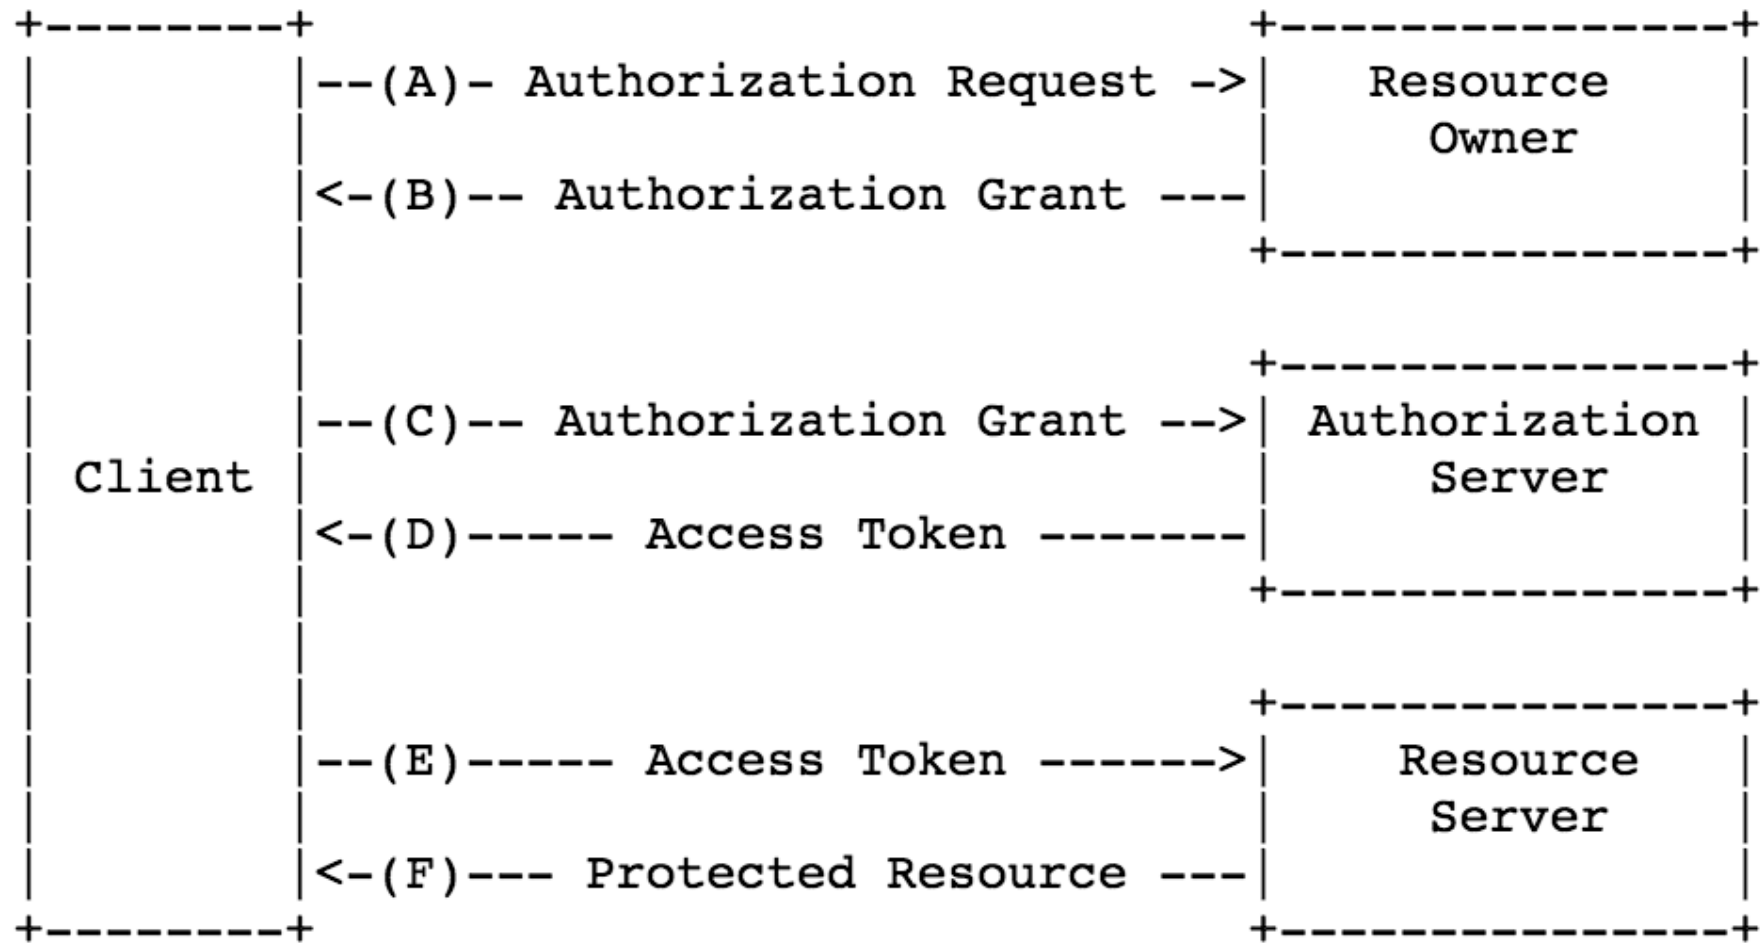 +--------+                               +---------------+
|        |--(A)- Authorization Request ->|   Resource    |
|        |                               |     Owner     |
|        |<-(B)-- Authorization Grant ---|               |
|        |                               +---------------+
|        |
|        |                               +---------------+
|        |--(C)-- Authorization Grant -->| Authorization |
| Client |                               |     Server    |
|        |<-(D)----- Access Token -------|               |
|        |                               +---------------+
|        |
|        |                               +---------------+
|        |--(E)----- Access Token ------>|    Resource   |
|        |                               |     Server    |
|        |<-(F)--- Protected Resource ---|               |
+--------+                               +---------------+